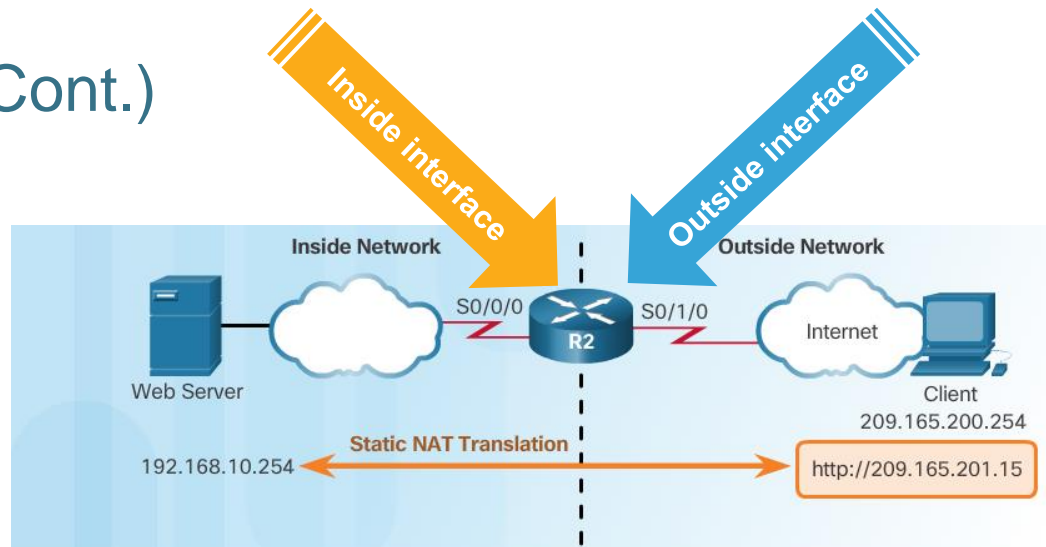 Cont.)
Inside interface
Outside interface
Inside Network
Outside Network
S0/0/0
S0/1/0
R2
Internet
Web Server
Client
209.165.200.254
Static NAT Translation
192.168.10.254
http://209.165.201.15